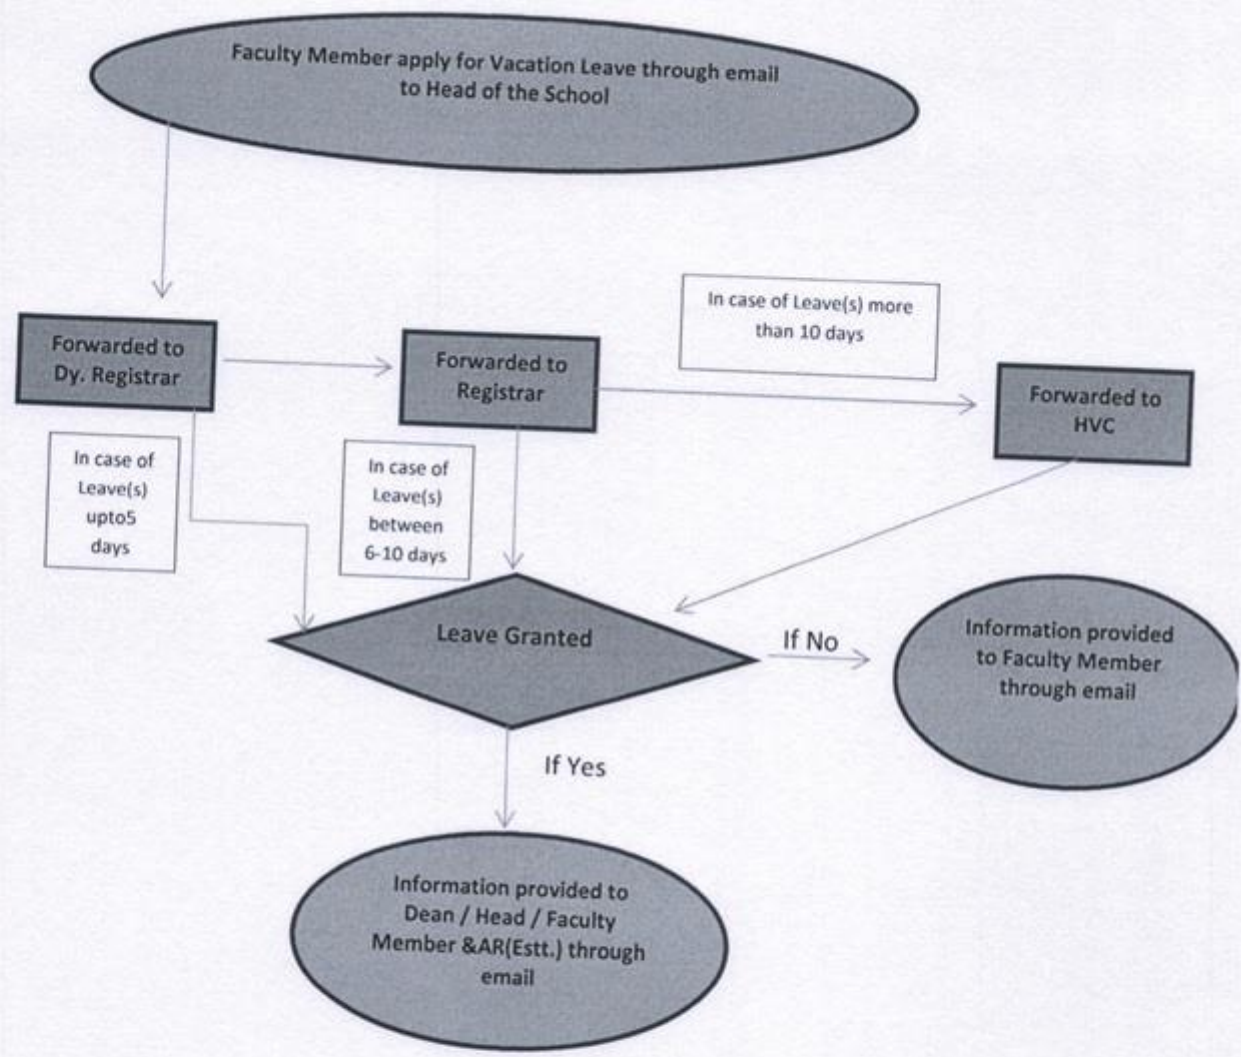 Faculty Member apply for Vacation Leave through email
to Head of the School
In case of Leave(s) more
than 10 days
Forwarded to
Dy. Registrar
Forwarded to
Registrar
Forwarded to
HVC
In case of
Leave(s)
upto5
days
In case of
Leave(s)
between
6-10 days
Leave Granted
If No
Information provided
to Faculty Member
through email
If Yes
Information provided to
Dean / Head / Faculty
Member &AR(Estt.) through
email